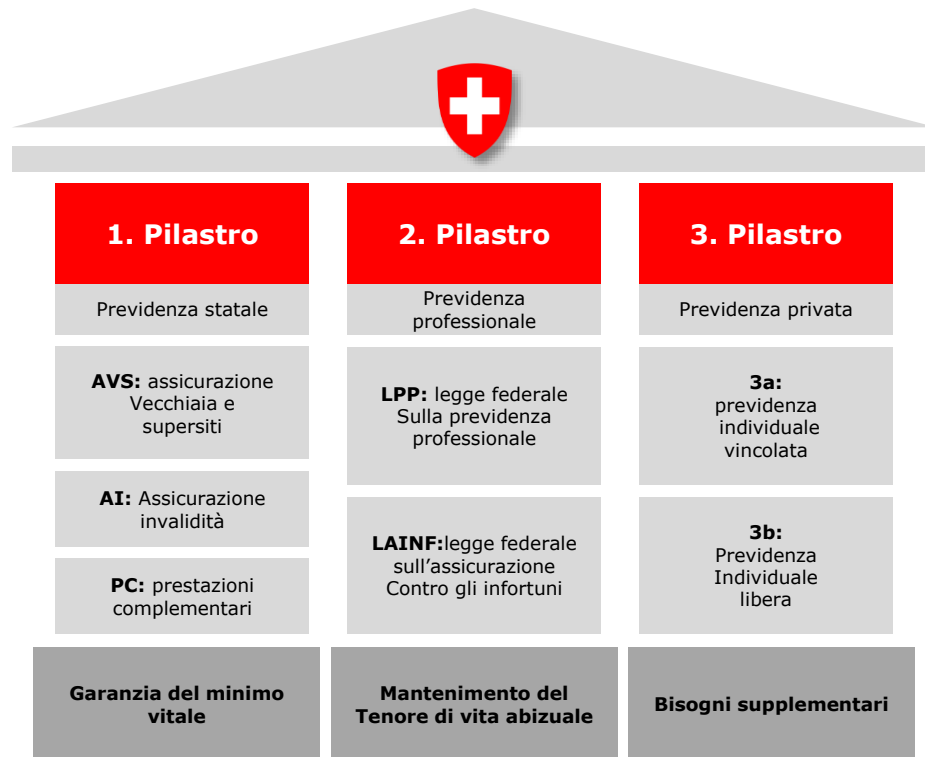 1. Pilastro
Previdenza statale
AVS: assicurazione
Vecchiaia e
supersiti
AI: Assicurazione
invalidità
PC: prestazioni
complementari
Garanzia del minimo
vitale
2. Pilastro
Previdenza
professionale
LPP: legge federale
Sulla previdenza
professionale
LAINF:legge federale
sull’assicurazione
Contro gli infortuni
Mantenimento del
Tenore di vita abizuale
3. Pilastro
Previdenza privata
3a:
previdenza
individuale
vincolata
3b:
Previdenza
Individuale
libera
Bisogni supplementari